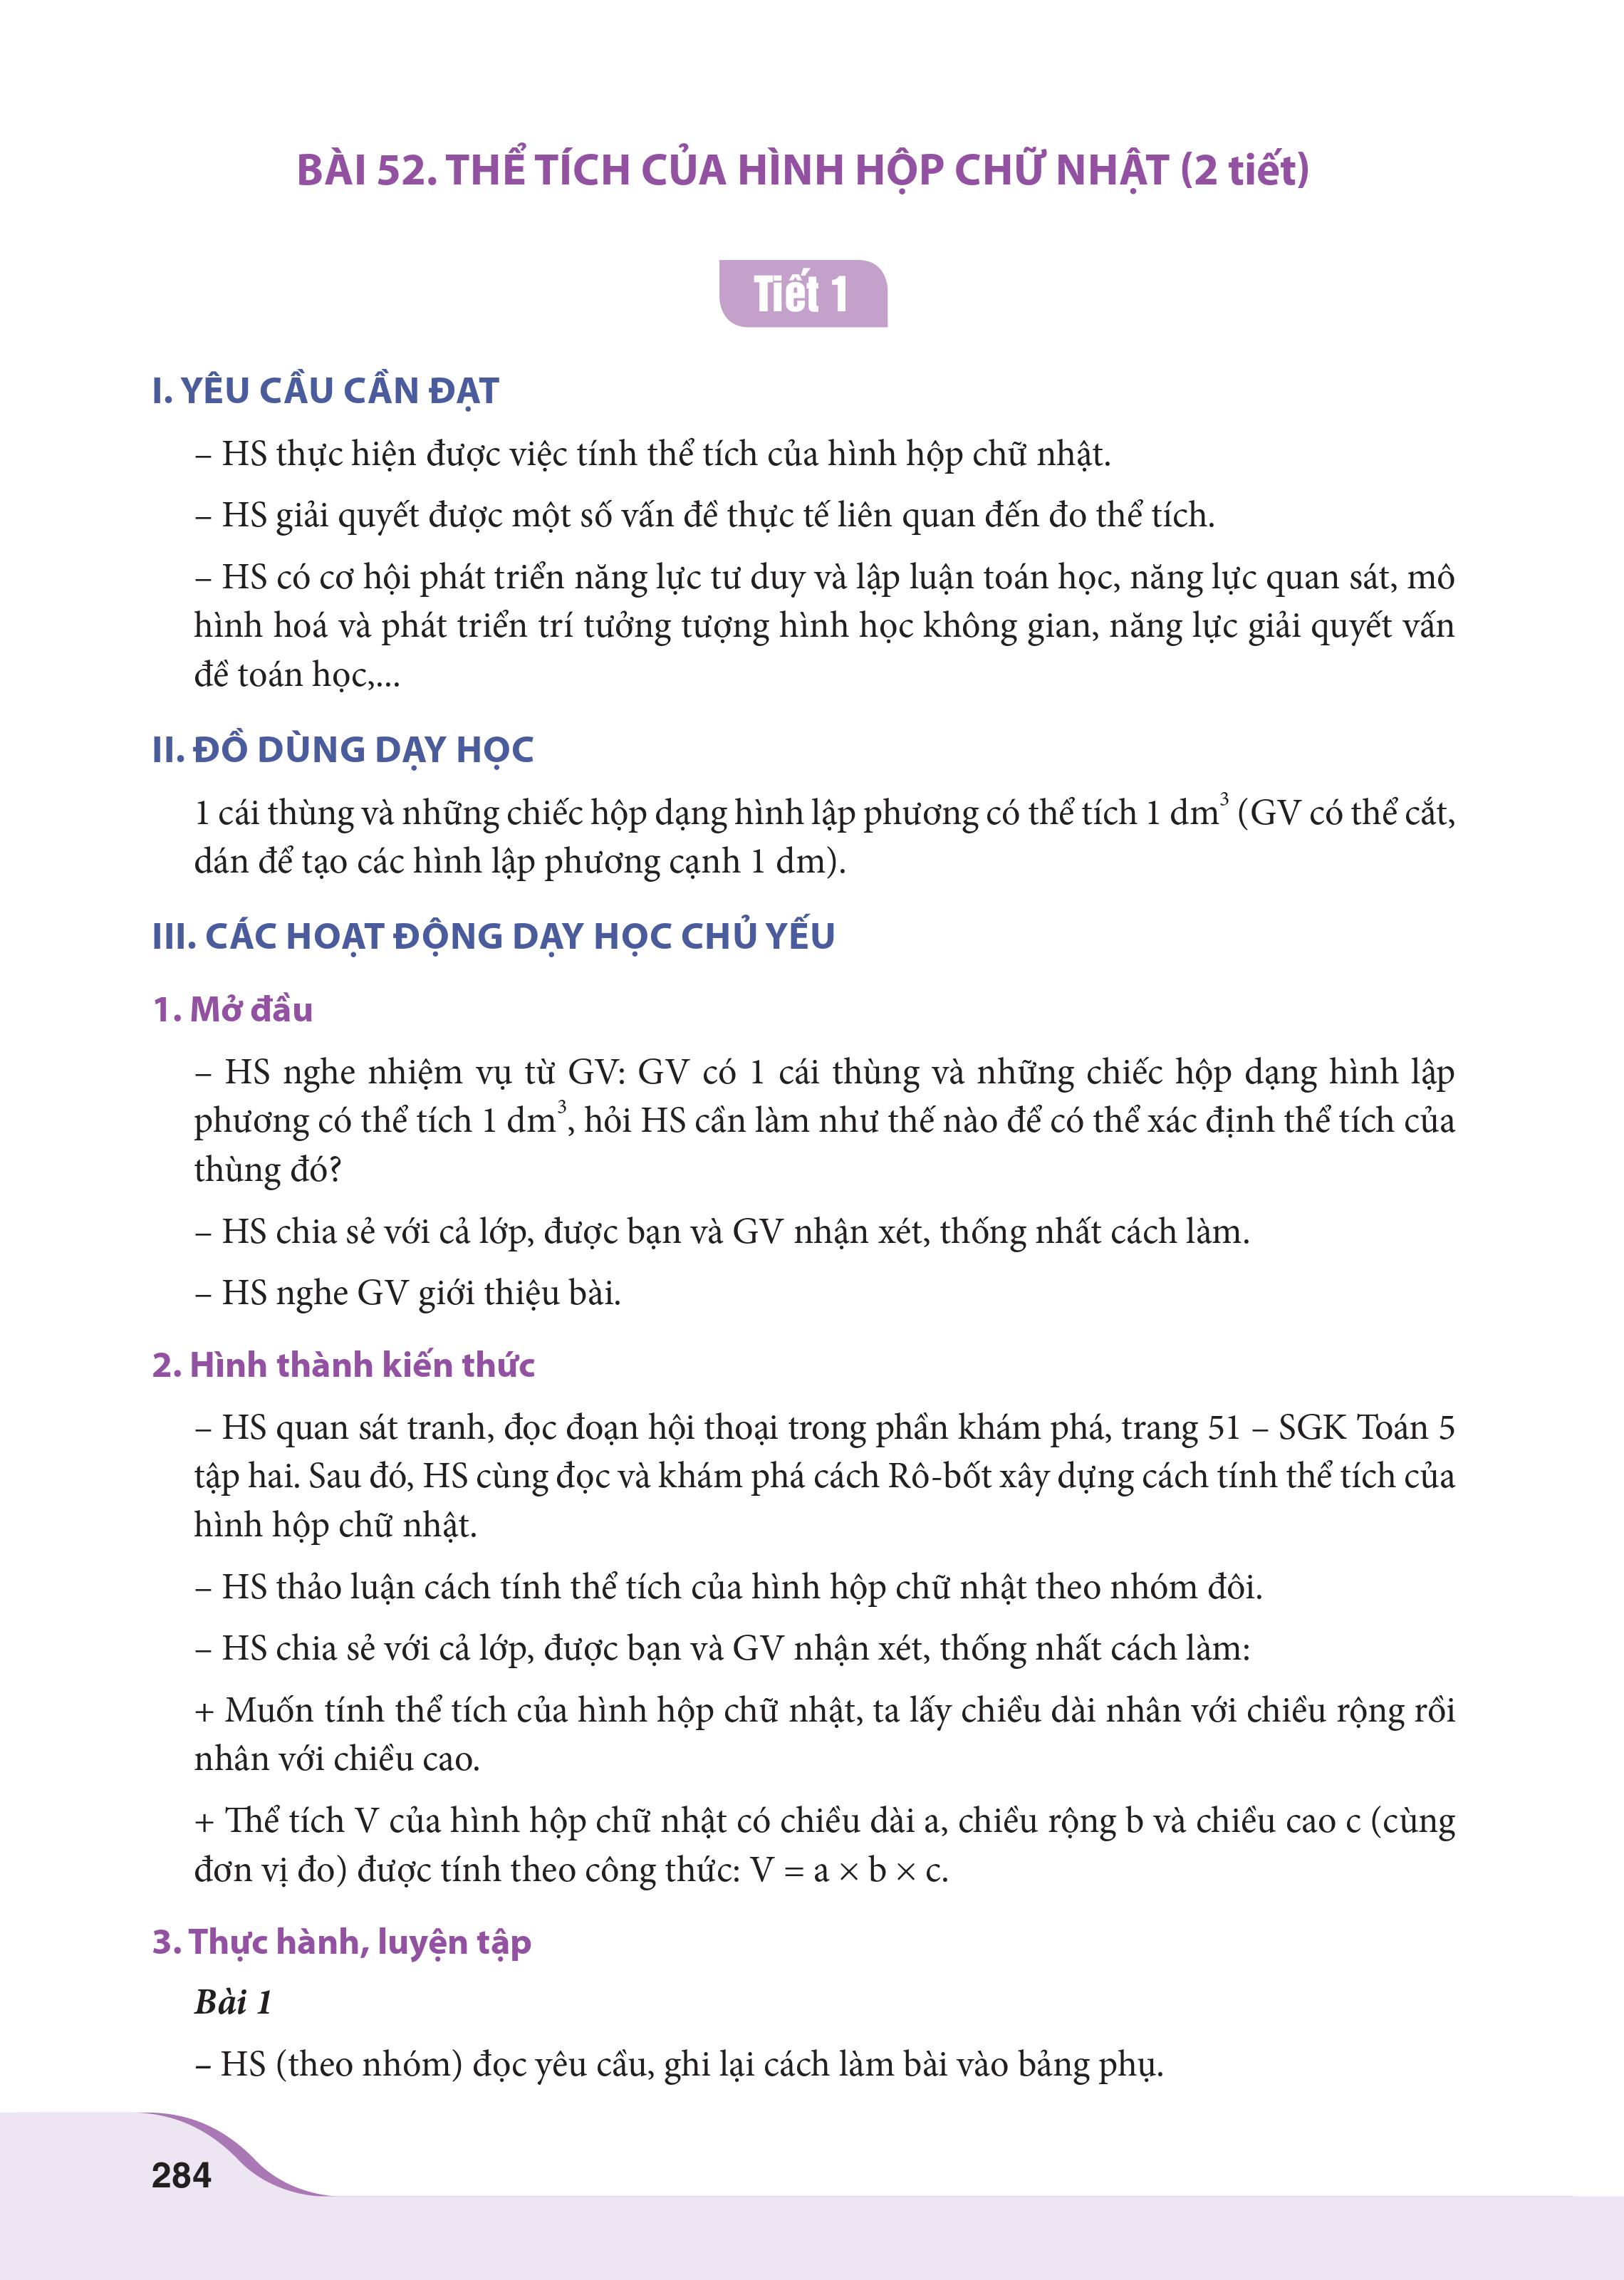 BÀI 52. THỂ TÍCH CỦA HÌNH HỘP CHỮ NHẬT (2 tiết)
Tiết 1
I. YÊU CẦU CẦN ĐẠT
– HS thực hiện được việc tính thể tích của hình hộp chữ nhật.
– HS giải quyết được một số vấn đề thực tế liên quan đến đo thể tích.
– HS có cơ hội phát triển năng lực tư duy và lập luận toán học, năng lực quan sát, mô
hình hoá và phát triển trí tưởng tượng hình học không gian, năng lực giải quyết vấn
đề toán học,...
II. ĐỒ DÙNG DẠY HỌC
1 cái thùng và những chiếc hộp dạng hình lập phương có thể tích 1 dm³ (GV có thể cắt,
dán để tạo các hình lập phương cạnh 1 dm).
III. CÁC HOẠT ĐỘNG DẠY HỌC CHỦ YẾU
1. Mở đầu
– HS nghe nhiệm vụ từ GV: GV có 1 cái thùng và những chiếc hộp dạng hình lập
phương có thể tích 1 dm³, hỏi HS cần làm như thế nào để có thể xác định thể tích của
thùng đó?
– HS chia sẻ với cả lớp, được bạn và GV nhận xét, thống nhất cách làm.
– HS nghe GV giới thiệu bài.
2. Hình thành kiến thức
– HS quan sát tranh, đọc đoạn hội thoại trong phần khám phá, trang 51 – SGK Toán 5
tập hai. Sau đó, HS cùng đọc và khám phá cách Rô-bốt xây dựng cách tính thể tích của
hình hộp chữ nhật.
– HS thảo luận cách tính thể tích của hình hộp chữ nhật theo nhóm đôi.
– HS chia sẻ với cả lớp, được bạn và GV nhận xét, thống nhất cách làm:
+ Muốn tính thể tích của hình hộp chữ nhật, ta lấy chiều dài nhân với chiều rộng rồi
nhân với chiều cao.
+ Thể tích V của hình hộp chữ nhật có chiều dài a, chiều rộng b và chiều cao c (cùng
đơn vị đo) được tính theo công thức: V = a × b × c.
3. Thực hành, luyện tập
Bài 1
– HS (theo nhóm) đọc yêu cầu, ghi lại cách làm bài vào bảng phụ.
284